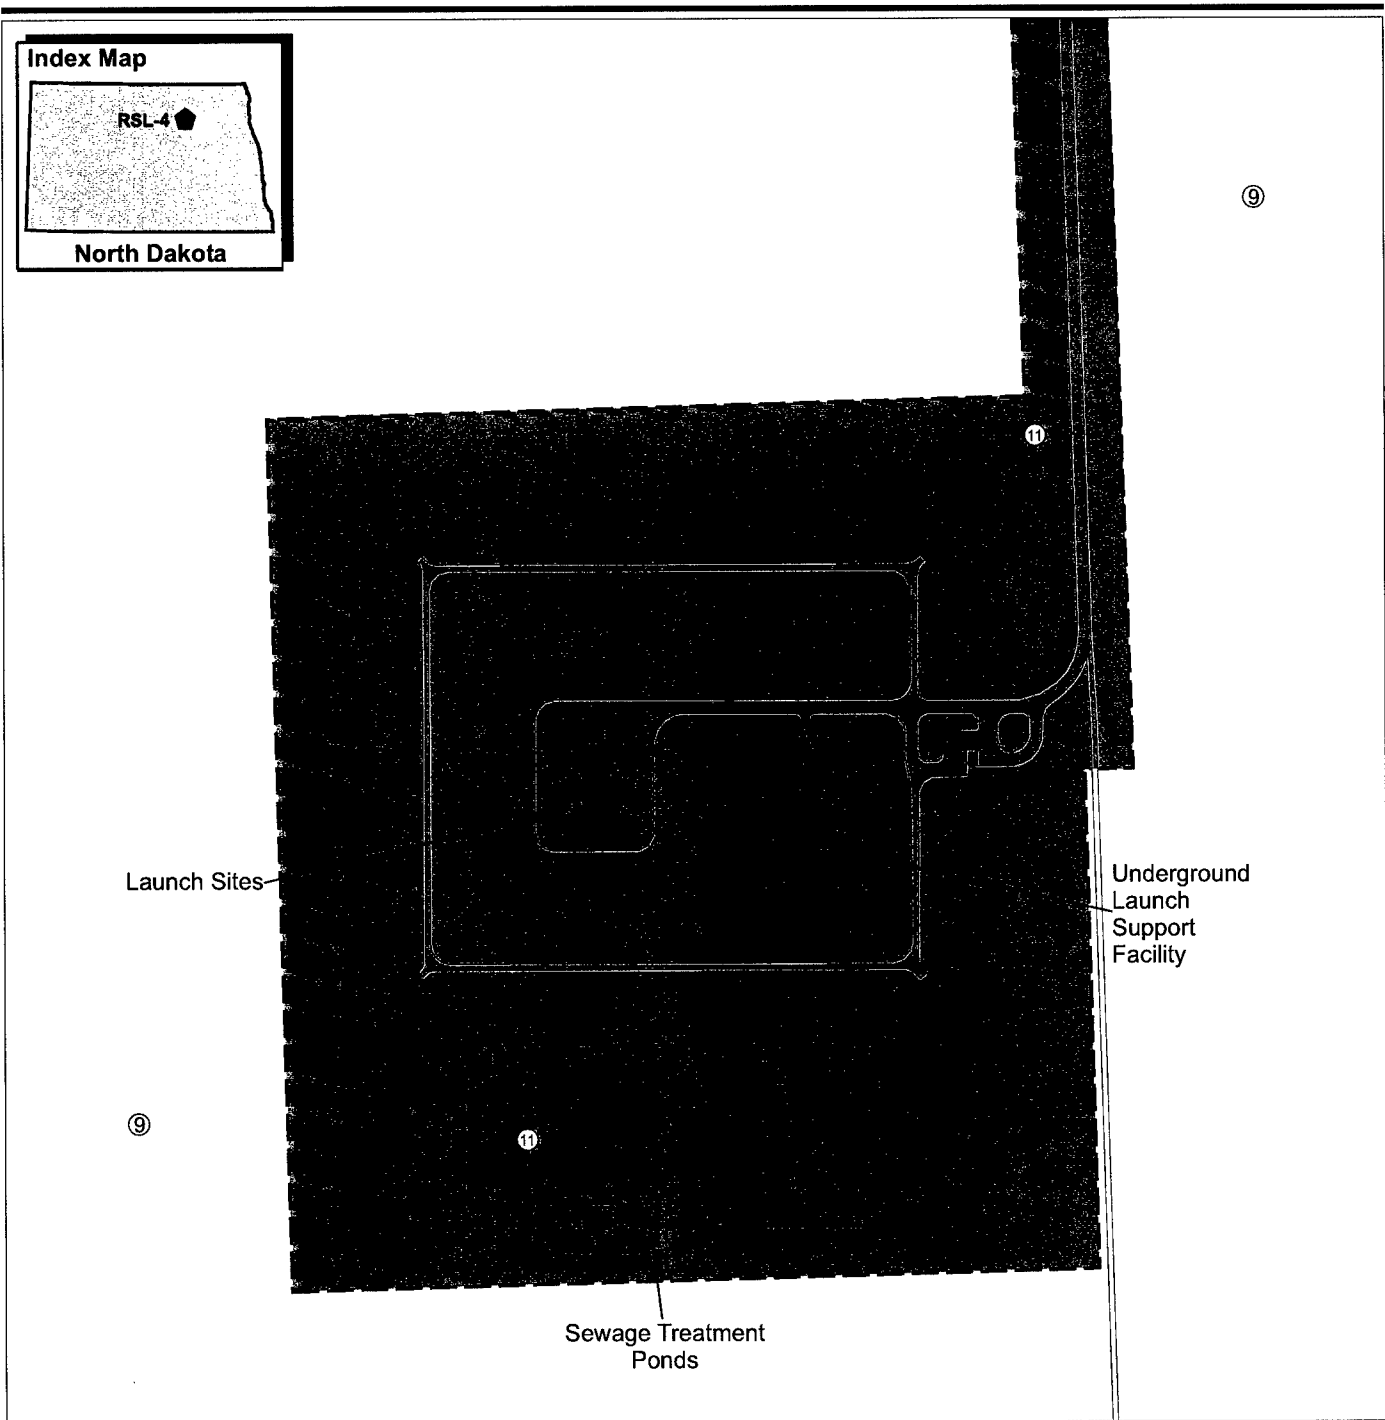 Index Map
RSL-4
North Dakota
9
11
Launch Sites
Underground
Launch
Support
Facility
9
11
Sewage Treatment
Ponds